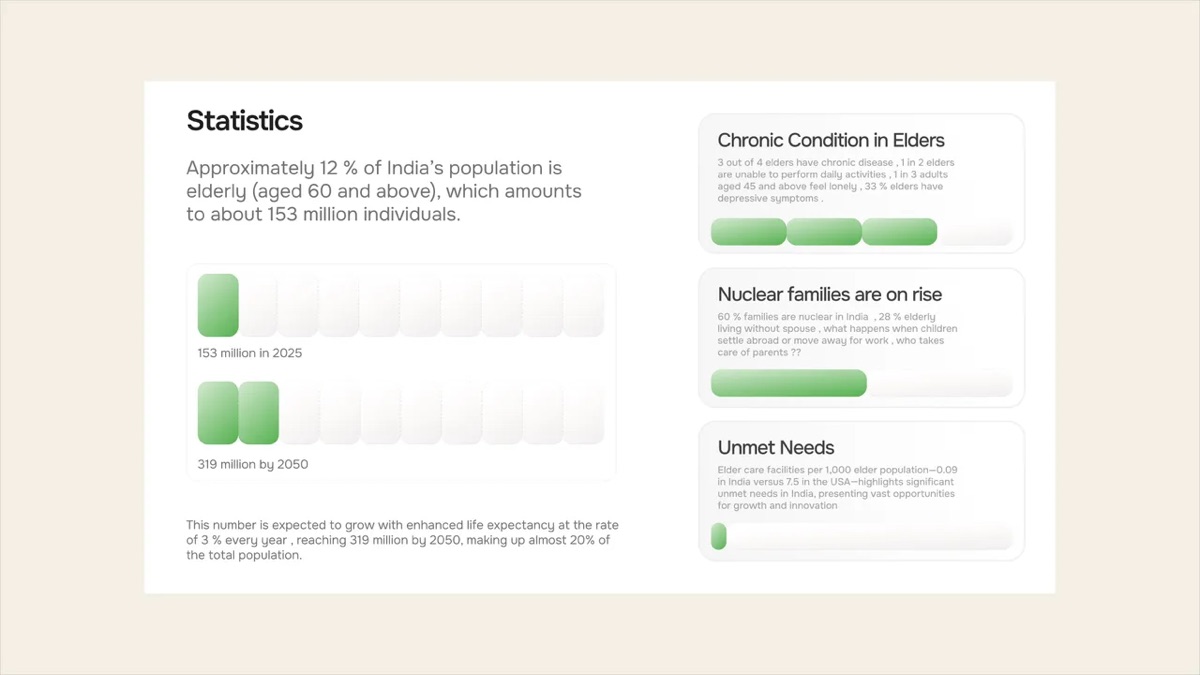 Statistics
Approximately 12 % of India's population is
elderly (aged 60 and above), which amounts
to about 153 million individuals.
153 million in 2025
319 million by 2050
This number is expected to grow with enhanced life expectancy at the rate
of 3 % every year , reaching 319 million by 2050, making up almost 20% of
the total population.
Chronic Condition in Elders
3 out of 4 elders have chronic disease , 1 in 2 elders
are unable to perform daily activities , 1 in 3 adults
aged 45 and above feel lonely , 33 % elders have
depressive symptoms .
Nuclear families are on rise
60 % families are nuclear in India  , 28 % elderly
living without spouse , what happens when children
settle abroad or move away for work , who takes
care of parents ??
Unmet Needs
Elder care facilities per 1,000 elder population—0.09
in India versus 7.5 in the USA—highlights significant
unmet needs in India, presenting vast opportunities
for growth and innovation